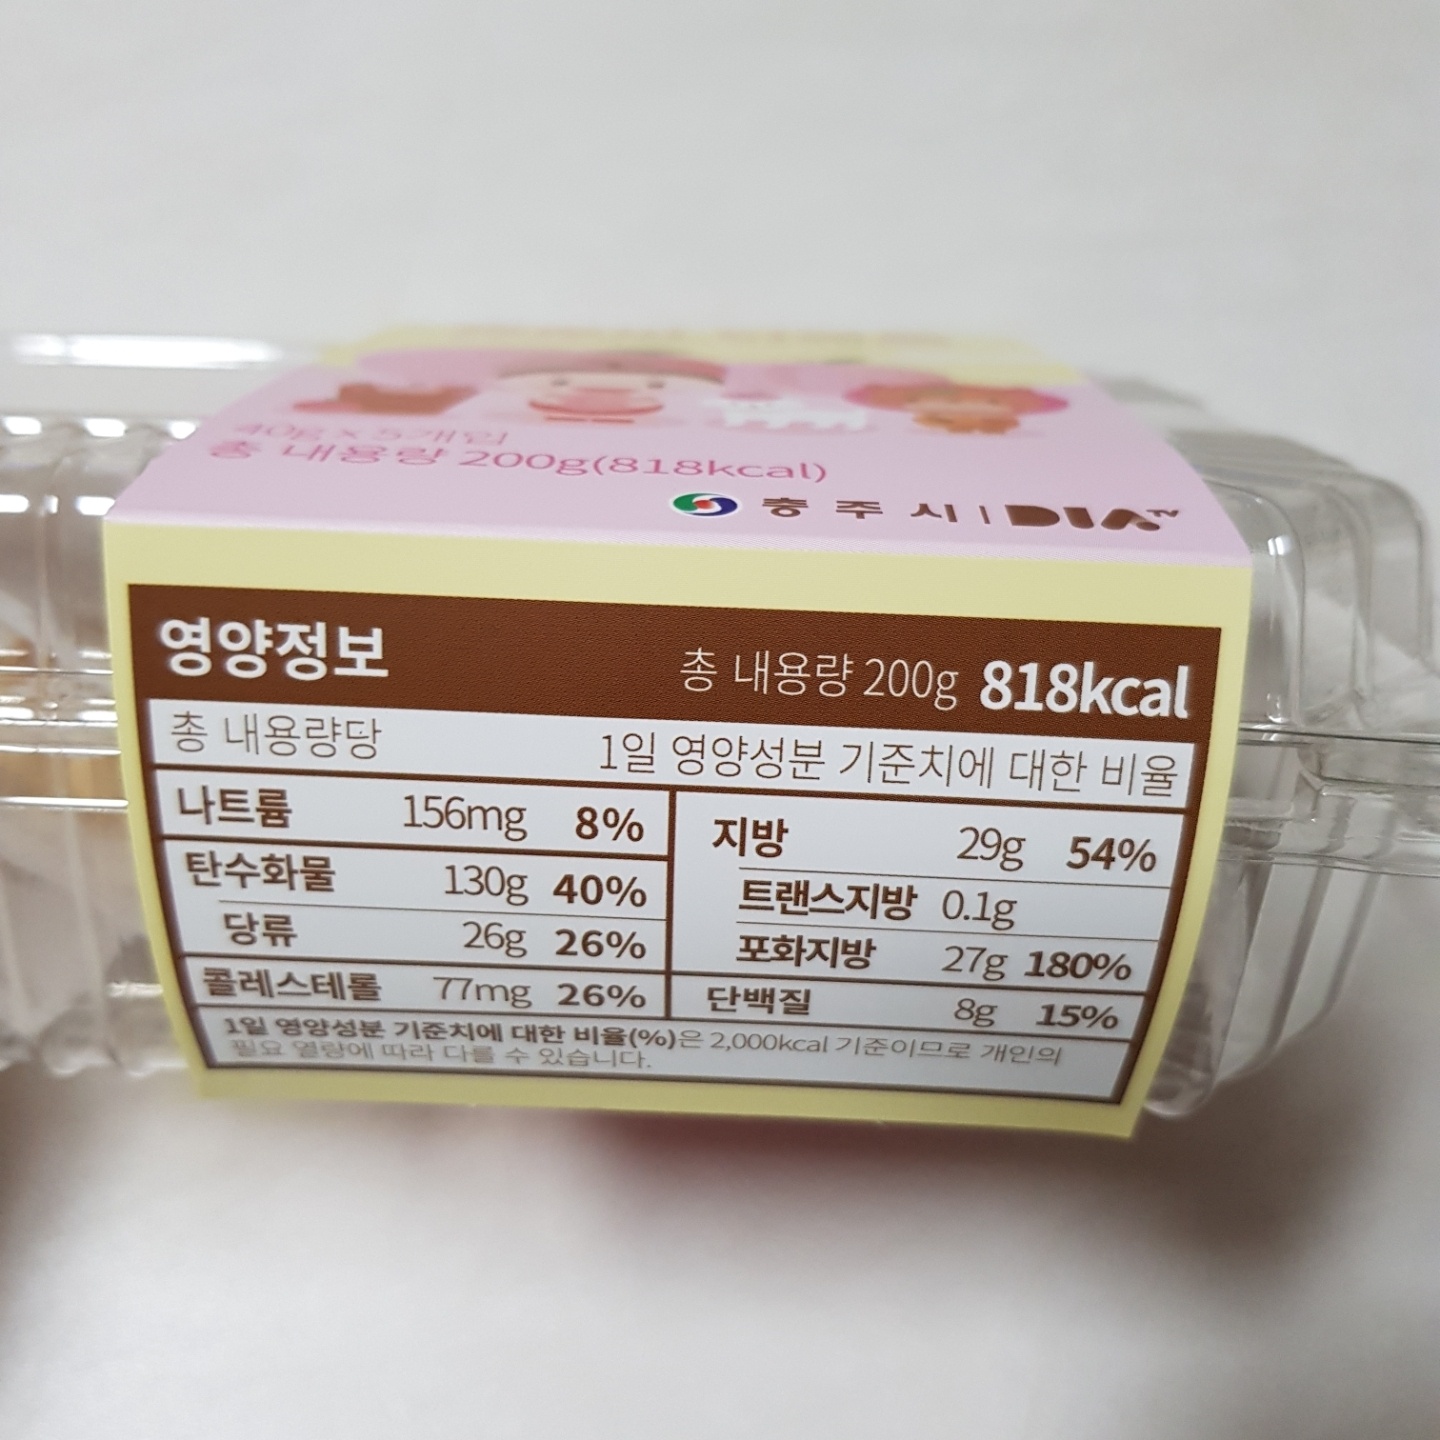 40g x 5개입
총 내용량 200g(818kcal)
충주시 | DIA TV
영양정보 총 내용량 200g 818kcal
총 내용량당 1일 영양성분 기준치에 대한 비율
나트륨 156mg 8%
탄수화물 130g 40%
당류 26g 26%
콜레스테롤 77mg 26%
지방 29g 54%
트랜스지방 0.1g
포화지방 27g 180%
단백질 8g 15%
1일 영양성분 기준치에 대한 비율(%)은 2,000kcal 기준이므로 개인의
필요 열량에 따라 다를 수 있습니다.